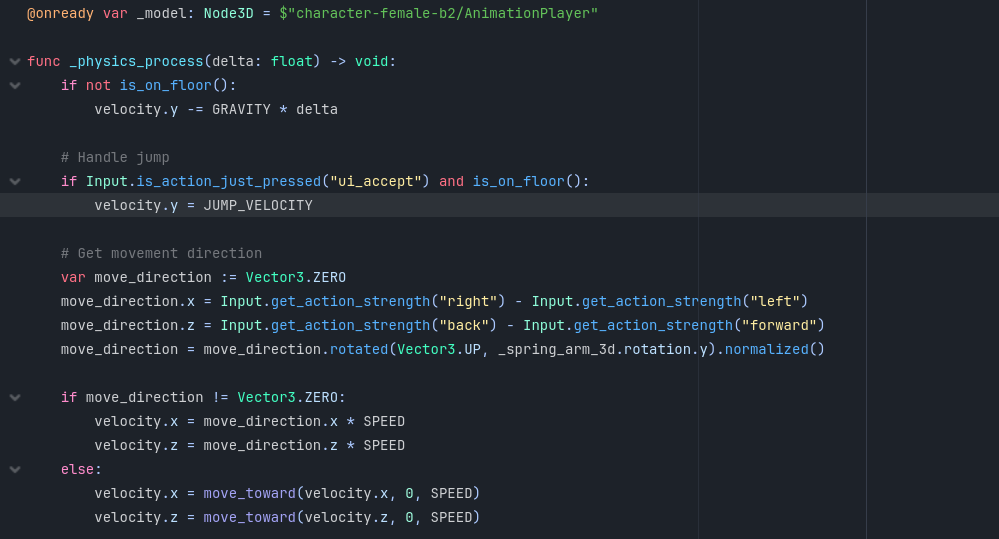 @onready var _model: Node3D = $"character-female-b2/AnimationPlayer"
func _physics_process(delta: float) -> void:
    if not is_on_floor():
        velocity.y -= GRAVITY * delta
    # Handle jump
    if Input.is_action_just_pressed("ui_accept") and is_on_floor():
        velocity.y = JUMP_VELOCITY
    # Get movement direction
    var move_direction := Vector3.ZERO
    move_direction.x = Input.get_action_strength("right") - Input.get_action_strength("left")
    move_direction.z = Input.get_action_strength("back") - Input.get_action_strength("forward")
    move_direction = move_direction.rotated(Vector3.UP, _spring_arm_3d.rotation.y).normalized()
    if move_direction != Vector3.ZERO:
        velocity.x = move_direction.x * SPEED
        velocity.z = move_direction.z * SPEED
    else:
        velocity.x = move_toward(velocity.x, 0, SPEED)
        velocity.z = move_toward(velocity.z, 0, SPEED)